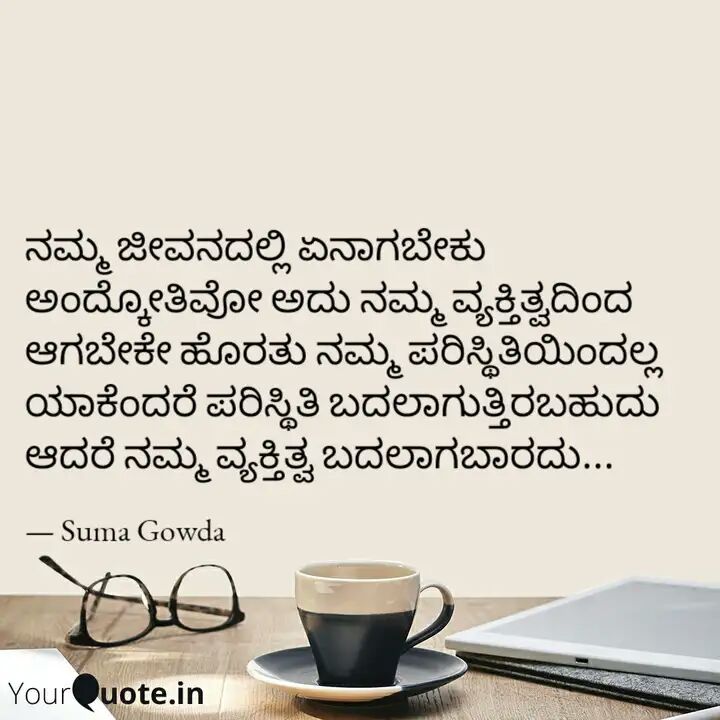 ನಮ್ಮ ಜೀವನದಲ್ಲಿ ಏನಾಗಬೇಕು
ಅಂದ್ಕೋತಿವೋ ಅದು ನಮ್ಮ ವ್ಯಕ್ತಿತ್ವದಿಂದ
ಆಗಬೇಕೇ ಹೊರತು ನಮ್ಮ ಪರಿಸ್ಥಿತಿಯಿಂದಲ್ಲ
ಯಾಕೆಂದರೆ ಪರಿಸ್ಥಿತಿ ಬದಲಾಗುತ್ತಿರಬಹುದು
ಆದರೆ ನಮ್ಮ ವ್ಯಕ್ತಿತ್ವ ಬದಲಾಗಬಾರದು...
— Suma Gowda
YourQuote.in